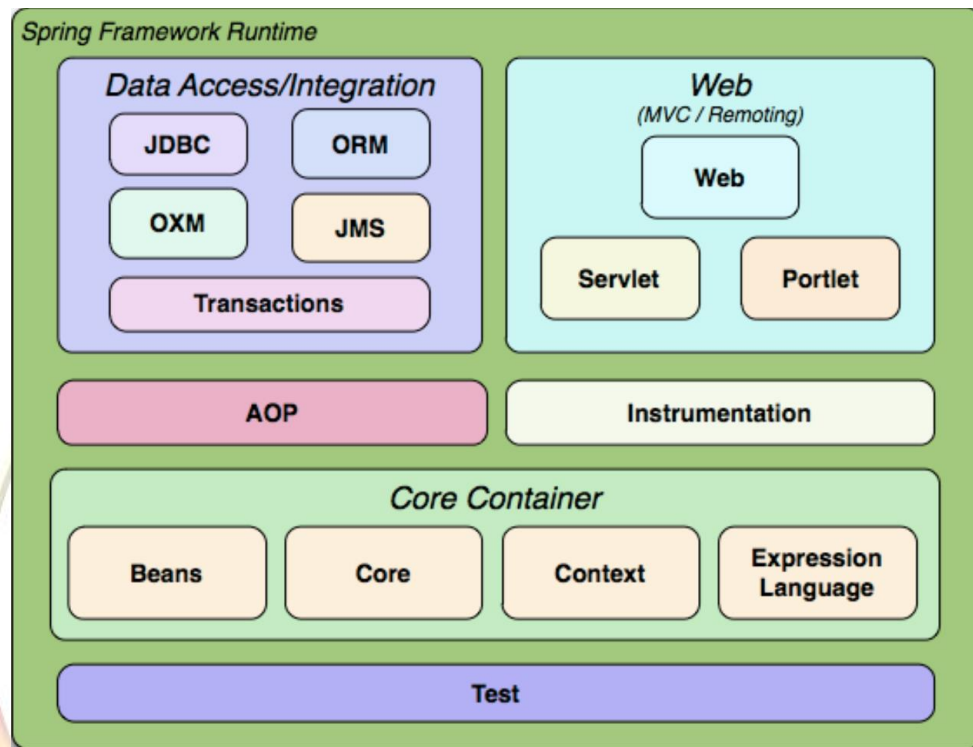 Spring Framework Runtime
Data Access/Integration
JDBC
ORM
OXM
JMS
Transactions
Web
(MVC / Remoting)
Web
Servlet
Portlet
AOP
Instrumentation
Core Container
Beans
Core
Context
Expression
Language
Test